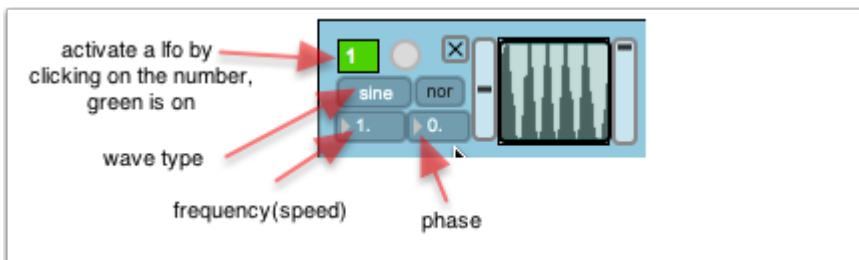 activate a lfo by
clicking on the number,
green is on
1
sine
nor
1.
0.
wave type
frequency(speed)
phase